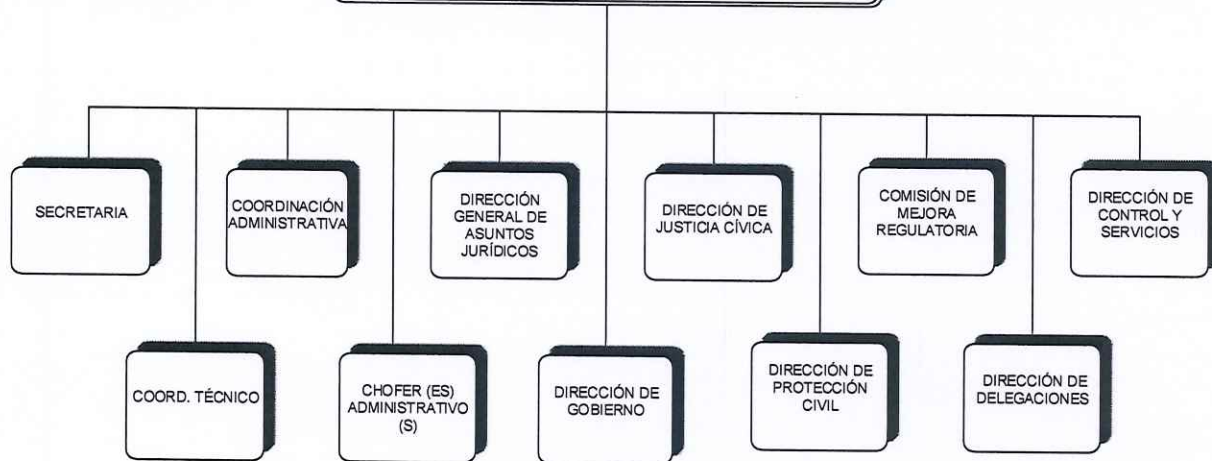 SECRETARIA
COORDINACIÓN
ADMINISTRATIVA
DIRECCIÓN
GENERAL DE
ASUNTOS
JURÍDICOS
DIRECCIÓN DE
JUSTICIA CÍVICA
COMISIÓN DE
MEJORA
REGULATORIA
DIRECCIÓN DE
CONTROL Y
SERVICIOS
COORD. TÉCNICO
CHOFER (ES)
ADMINISTRATIVO
(S)
DIRECCIÓN DE
GOBIERNO
DIRECCIÓN DE
PROTECCIÓN
CIVIL
DIRECCIÓN DE
DELEGACIONES